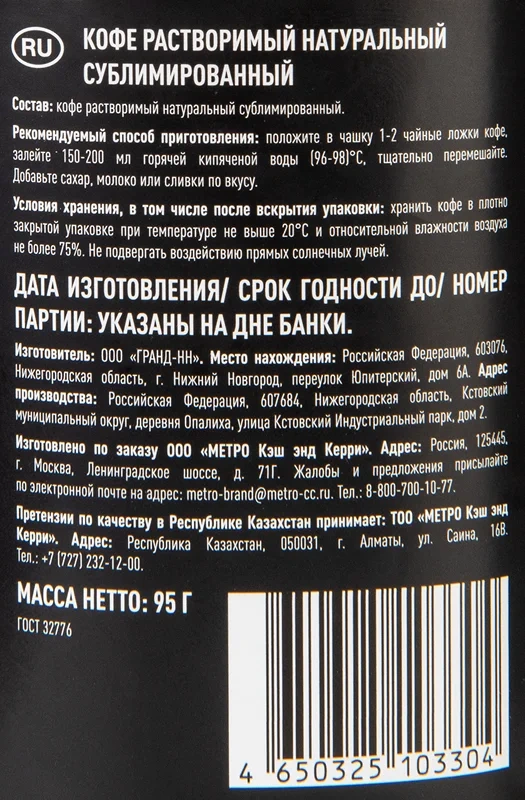 RU
КОФЕ РАСТВОРИМЫЙ НАТУРАЛЬНЫЙ
СУБЛИМИРОВАННЫЙ
Состав: кофе растворимый натуральный сублимированный.
Рекомендуемый способ приготовления: положите в чашку 1-2 чайные ложки кофе,
залейте 150-200 мл горячей кипяченой воды (96-98)°С, тщательно перемешайте.
Добавьте сахар, молоко или сливки по вкусу.
Условия хранения, в том числе после вскрытия упаковки: хранить кофе в плотно
закрытой упаковке при температуре не выше 20°С и относительной влажности воздуха
не более 75%. Не подвергать воздействию прямых солнечных лучей.
ДАТА ИЗГОТОВЛЕНИЯ/ СРОК ГОДНОСТИ ДО/ НОМЕР
ПАРТИИ: УКАЗАНЫ НА ДНЕ БАНКИ.
Изготовитель: ООО «ГРАНД-НН». Место нахождения: Российская Федерация, 603076,
Нижегородская область, г. Нижний Новгород, переулок Юпитерский, дом 6А. Адрес
производства: Российская Федерация, 607684, Нижегородская область, Кстовский
муниципальный округ, деревня Опалиха, улица Кстовский Индустриальный парк, дом 2.
Изготовлено по заказу ООО «МЕТРО Кэш энд Керри». Адрес: Россия, 125445,
г. Москва, Ленинградское шоссе, д. 71Г. Жалобы и предложения присылайте
по электронной почте на адрес: metro-brand@metro-cc.ru. Тел.: 8-800-700-10-77.
Претензии по качеству в Республике Казахстан принимает: ТОО «МЕТРО Кэш энд
Керри». Адрес: Республика Казахстан, 050031, г. Алматы, ул. Саина, 16В.
Тел.: +7 (727) 232-12-00.
МАССА НЕТТО: 95 Г
ГОСТ 32776
4 650325 103304